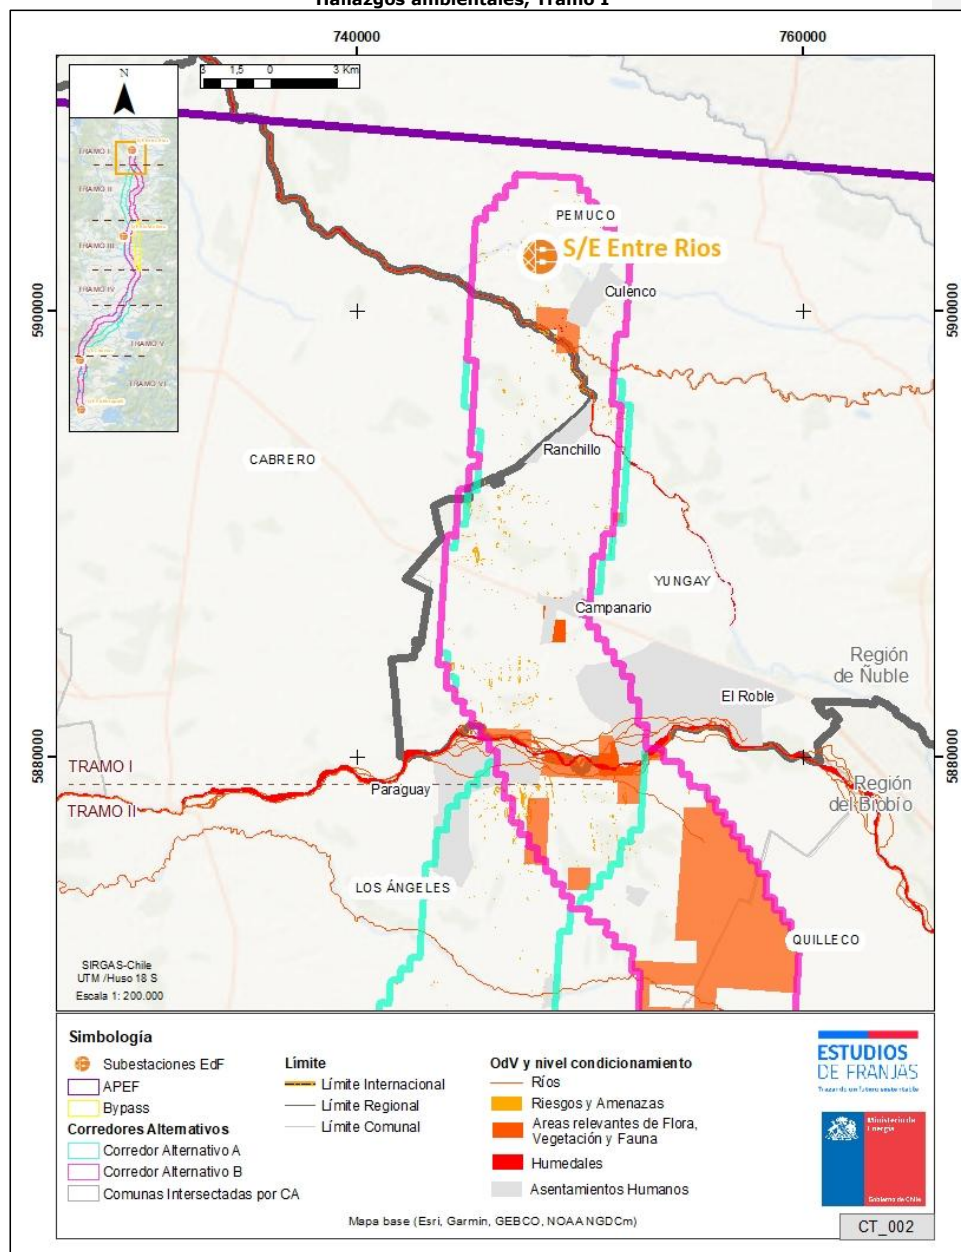 Hallazgos ambientales, Tramo I
740000
760000
3 1,5 0 3 Km
N
TRAMO I
TRAMO II
TRAMO III
TRAMO IV
TRAMO V
TRAMO VI
PEMUCO
S/E Entre Rios
Culenco
5900000
5900000
Ranchillo
CABRERO
YUNGAY
Campanario
Región
de Ñuble
El Roble
5880000
5880000
TRAMO I
TRAMO II
Paraguay
Región
del Biobío
LOS ÁNGELES
QUILLECO
SIRGAS-Chile
UTM /Huso 18 S
Escala 1: 200.000
Simbología
Subestaciones EdF
APEF
Bypass
Corredores Alternativos
Corredor Alternativo A
Corredor Alternativo B
Comunas Intersectadas por CA
Límite
Límite Internacional
Límite Regional
Límite Comunal
OdV y nivel condicionamiento
Ríos
Riesgos y Amenazas
Areas relevantes de Flora,
Vegetación y Fauna
Humedales
Asentamientos Humanos
ESTUDIOS
DE FRANJAS
Trazando un futuro sustentable
Ministerio de
Energía
Gobierno de Chile
Mapa base (Esri, Garmin, GEBCO, NOAA NGDCm)
CT_002